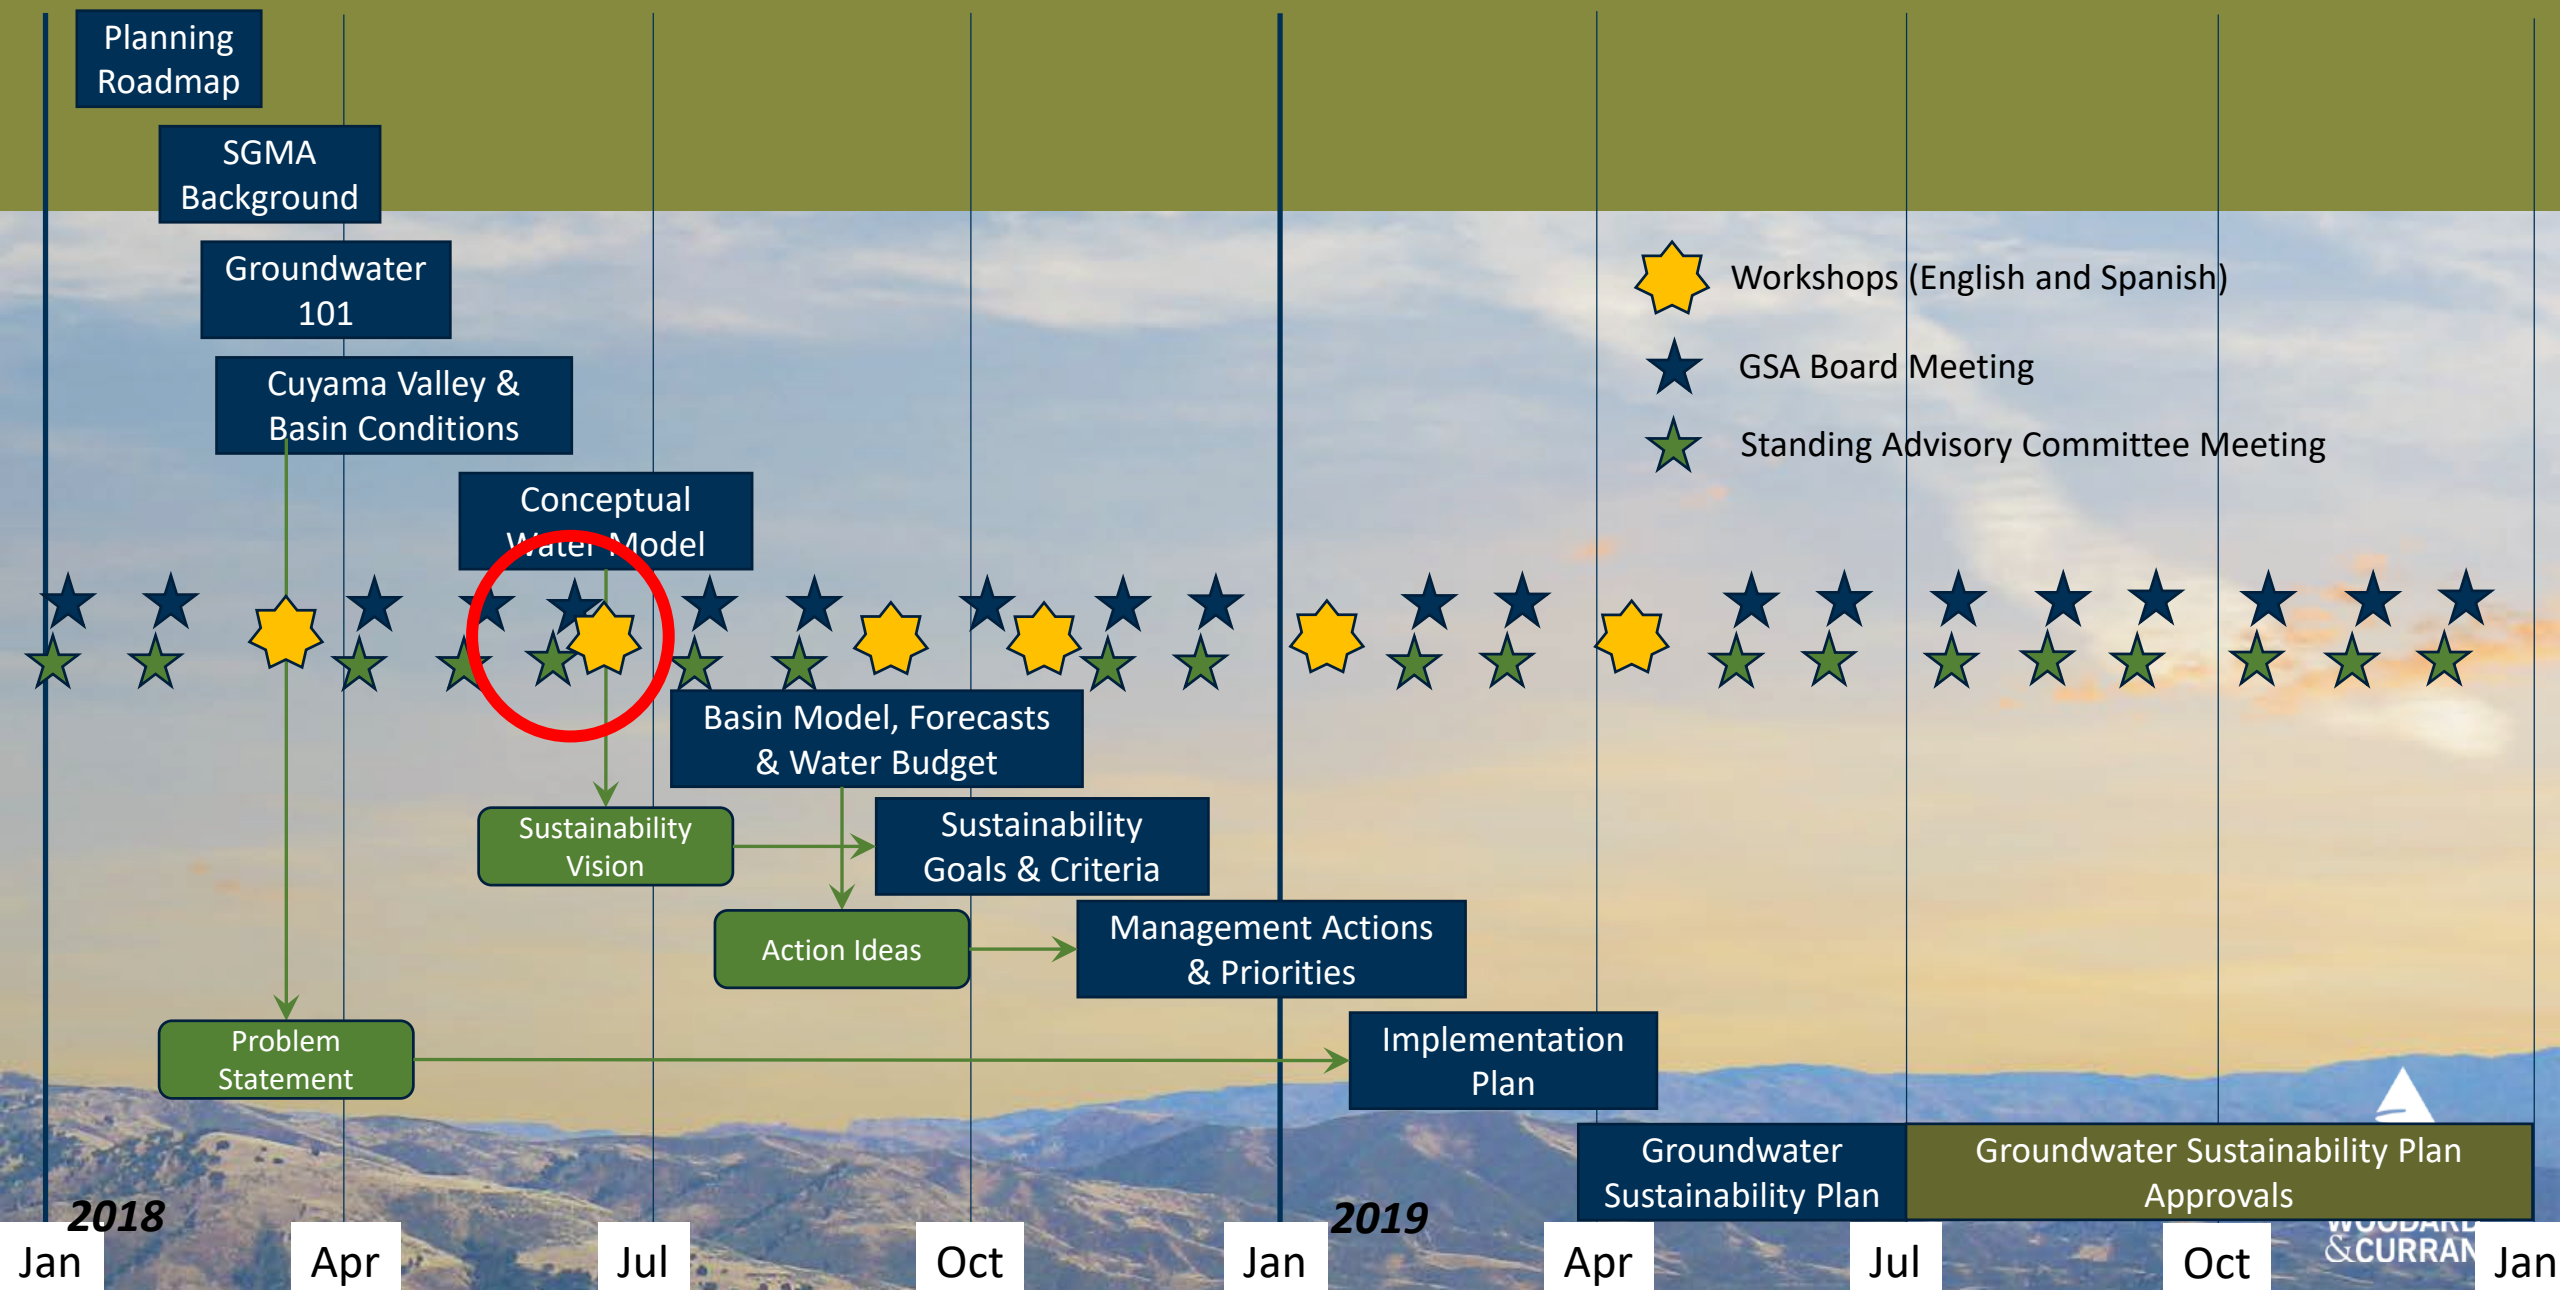 Planning
Roadmap
SGMA
Background
Groundwater
101
Cuyama Valley &
Basin Conditions
Conceptual
Water Model
Workshops (English and Spanish)
GSA Board Meeting
Standing Advisory Committee Meeting
Basin Model, Forecasts
& Water Budget
Sustainability
Vision
Sustainability
Goals & Criteria
Action Ideas
Management Actions
& Priorities
Problem
Statement
Implementation
Plan
Groundwater
Sustainability Plan
Groundwater Sustainability Plan
Approvals
2018
2019
WOODARD
&CURRAN
Jan
Apr
Jul
Oct
Jan
Apr
Jul
Oct
Jan